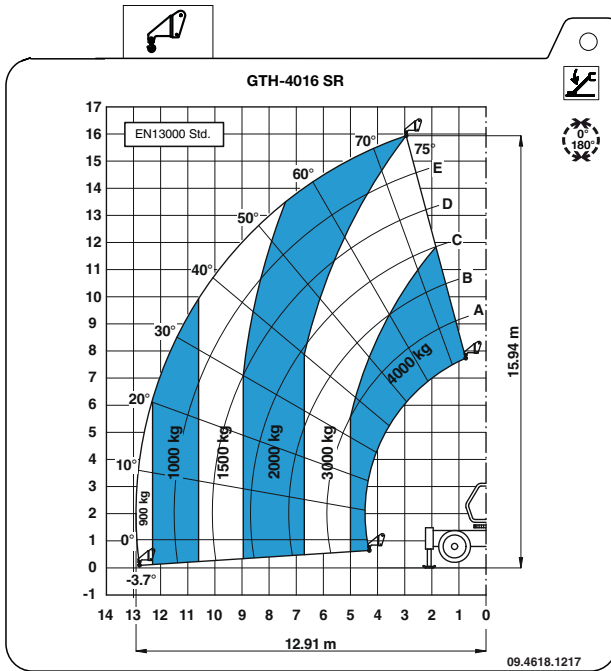 GTH-4016 SR
EN13000 Std.
0°
180°
17
16
15
14
13
12
11
10
9
8
7
6
5
4
3
2
1
0
-1
75°
70°
60°
50°
40°
30°
20°
10°
0°
-3.7°
E
D
C
B
A
900 kg
1000 kg
1500 kg
2000 kg
3000 kg
4000 kg
15.94 m
14 13 12 11 10 9 8 7 6 5 4 3 2 1 0
12.91 m
09.4618.1217